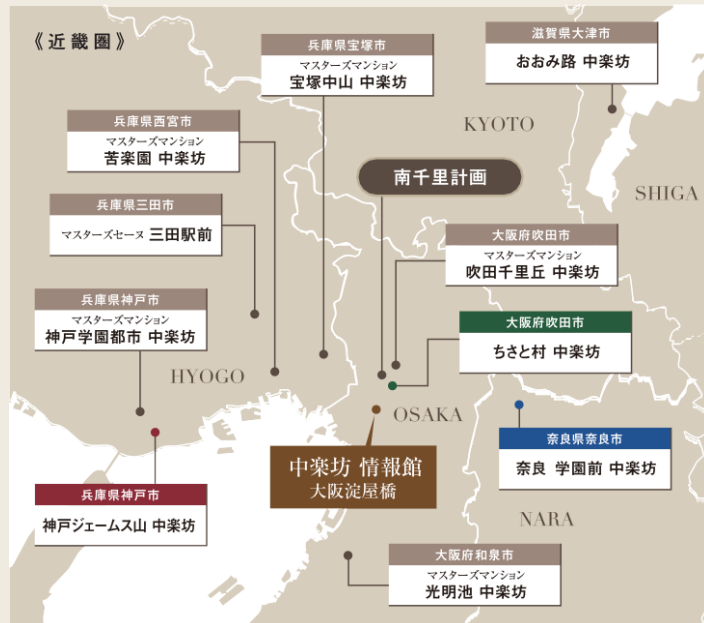 《近畿圏》
兵庫県宝塚市
マスターズマンション
宝塚中山 中楽坊
滋賀県大津市
おおみ路 中楽坊
KYOTO
SHIGA
兵庫県西宮市
マスターズマンション
苦楽園 中楽坊
南千里計画
兵庫県三田市
マスターズセーヌ 三田駅前
大阪府吹田市
マスターズマンション
吹田千里丘 中楽坊
兵庫県神戸市
マスターズマンション
神戸学園都市 中楽坊
大阪府吹田市
ちさと村 中楽坊
HYOGO
OSAKA
中楽坊 情報館
大阪淀屋橋
奈良県奈良市
奈良 学園前 中楽坊
兵庫県神戸市
神戸ジェームス山 中楽坊
NARA
大阪府和泉市
マスターズマンション
光明池 中楽坊